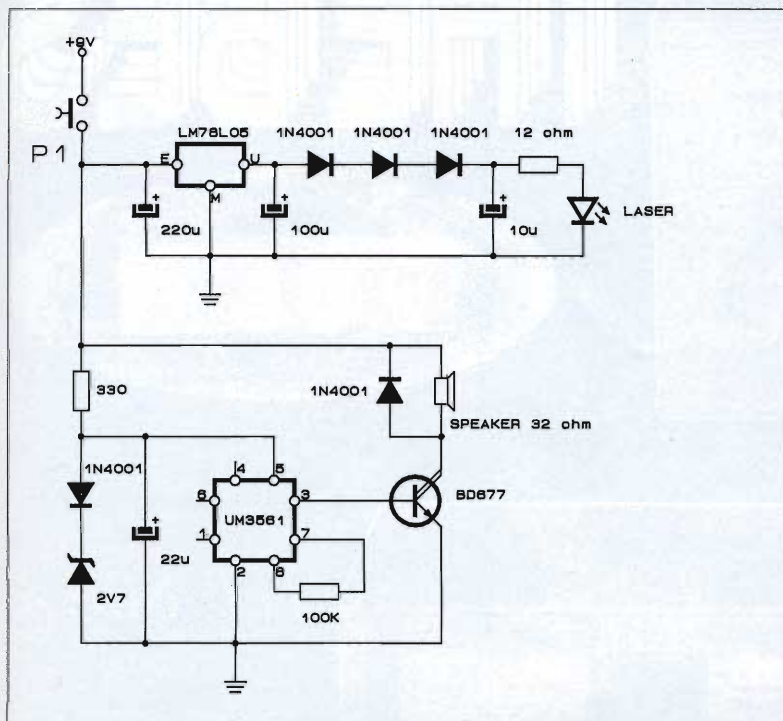 +9V
P1
LM78L05
1N4001 1N4001 1N4001
12 ohm
E
U
M
+
220u
+
100u
+
10u
LASER
330
1N4001
SPEAKER 32 ohm
1N4001
+
22u
2V7
4
5
6
3
UM3561
1
7
2
8
100K
BD677